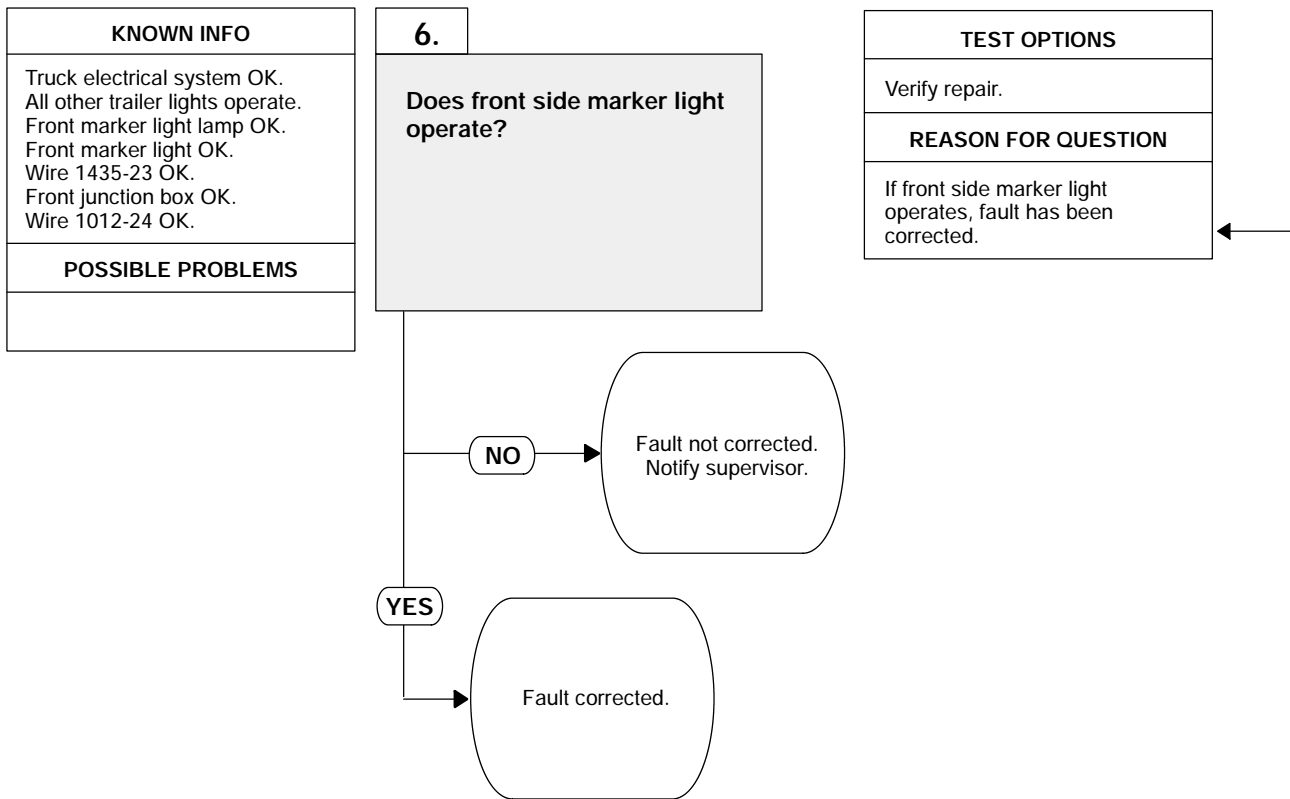 KNOWN INFO
Truck electrical system OK.
All other trailer lights operate.
Front marker light lamp OK.
Front marker light OK.
Wire 1435-23 OK.
Front junction box OK.
Wire 1012-24 OK.
POSSIBLE PROBLEMS
6.
Does front side marker light
operate?
TEST OPTIONS
Verify repair.
REASON FOR QUESTION
If front side marker light
operates, fault has been
corrected.
NO
Fault not corrected.
Notify supervisor.
YES
Fault corrected.